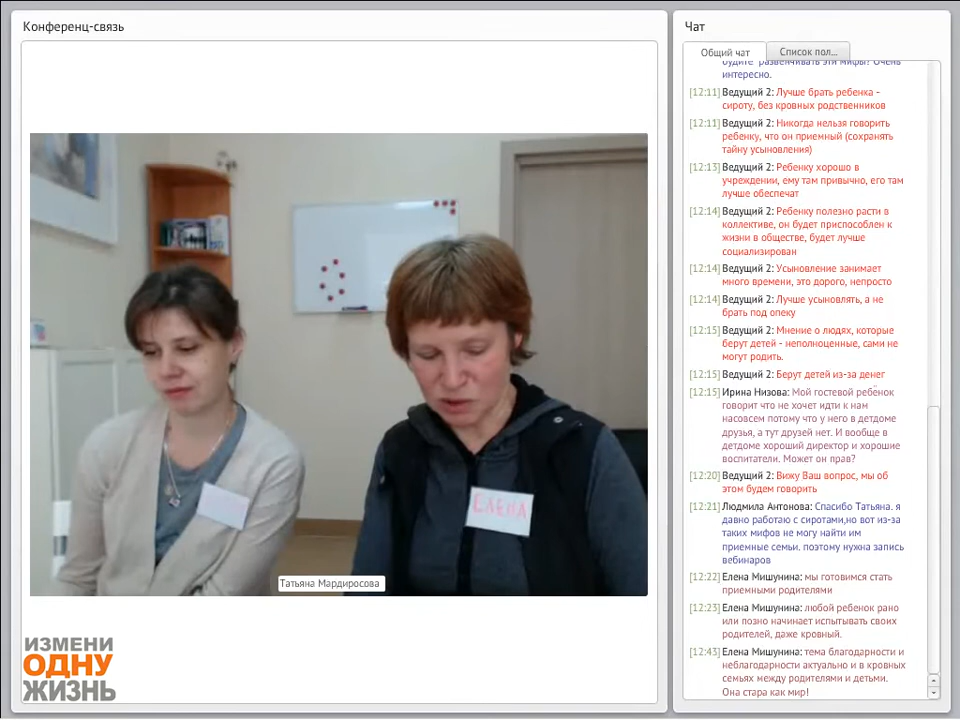 Конференц-связь
ЕЛЕНА
Татьяна Мардиросова
ИЗМЕНИ
ОДНУ
ЖИЗНЬ
Чат
Общий чат
Список пол...
будите развенчивать эти мифы? Очень
интересно.
[12:11] Ведущий 2: Лучше брать ребенка -
сироту, без кровных родственников
[12:11] Ведущий 2: Никогда нельзя говорить
ребенку, что он приемный (сохранять
тайну усыновления)
[12:13] Ведущий 2: Ребенку хорошо в
учреждении, ему там привычно, его там
лучше обеспечат
[12:14] Ведущий 2: Ребенку полезно расти в
коллективе, он будет приспособлен к
жизни в обществе, будет лучше
социализирован
[12:14] Ведущий 2: Усыновление занимает
много времени, это дорого, непросто
[12:14] Ведущий 2: Лучше усыновлять, а не
брать под опеку
[12:15] Ведущий 2: Мнение о людях, которые
берут детей - неполноценные, сами не
могут родить.
[12:15] Ведущий 2: Берут детей из-за денег
[12:15] Ирина Низова: Мой гостевой ребёнок
говорит что не хочет идти к нам
насовсем потому что у него в детдоме
друзья, а тут друзей нет. И вообще в
детдоме хороший директор и хорошие
воспитатели. Может он прав?
[12:20] Ведущий 2: Вижу Ваш вопрос, мы об
этом будем говорить
[12:21] Людмила Антонова: Спасибо Татьяна. я
давно работаю с сиротами,но вот из-за
таких мифов не могу найти им
приемные семьи. поэтому нужна запись
вебинаров
[12:22] Елена Мишунина: мы готовимся стать
приемными родителями
[12:23] Елена Мишунина: любой ребенок рано
или позно начинает испытывать своих
родителей, даже кровный.
[12:43] Елена Мишунина: тема благодарности и
неблагодарности актуально и в кровных
семьях между родителями и детьми.
Она стара как мир!